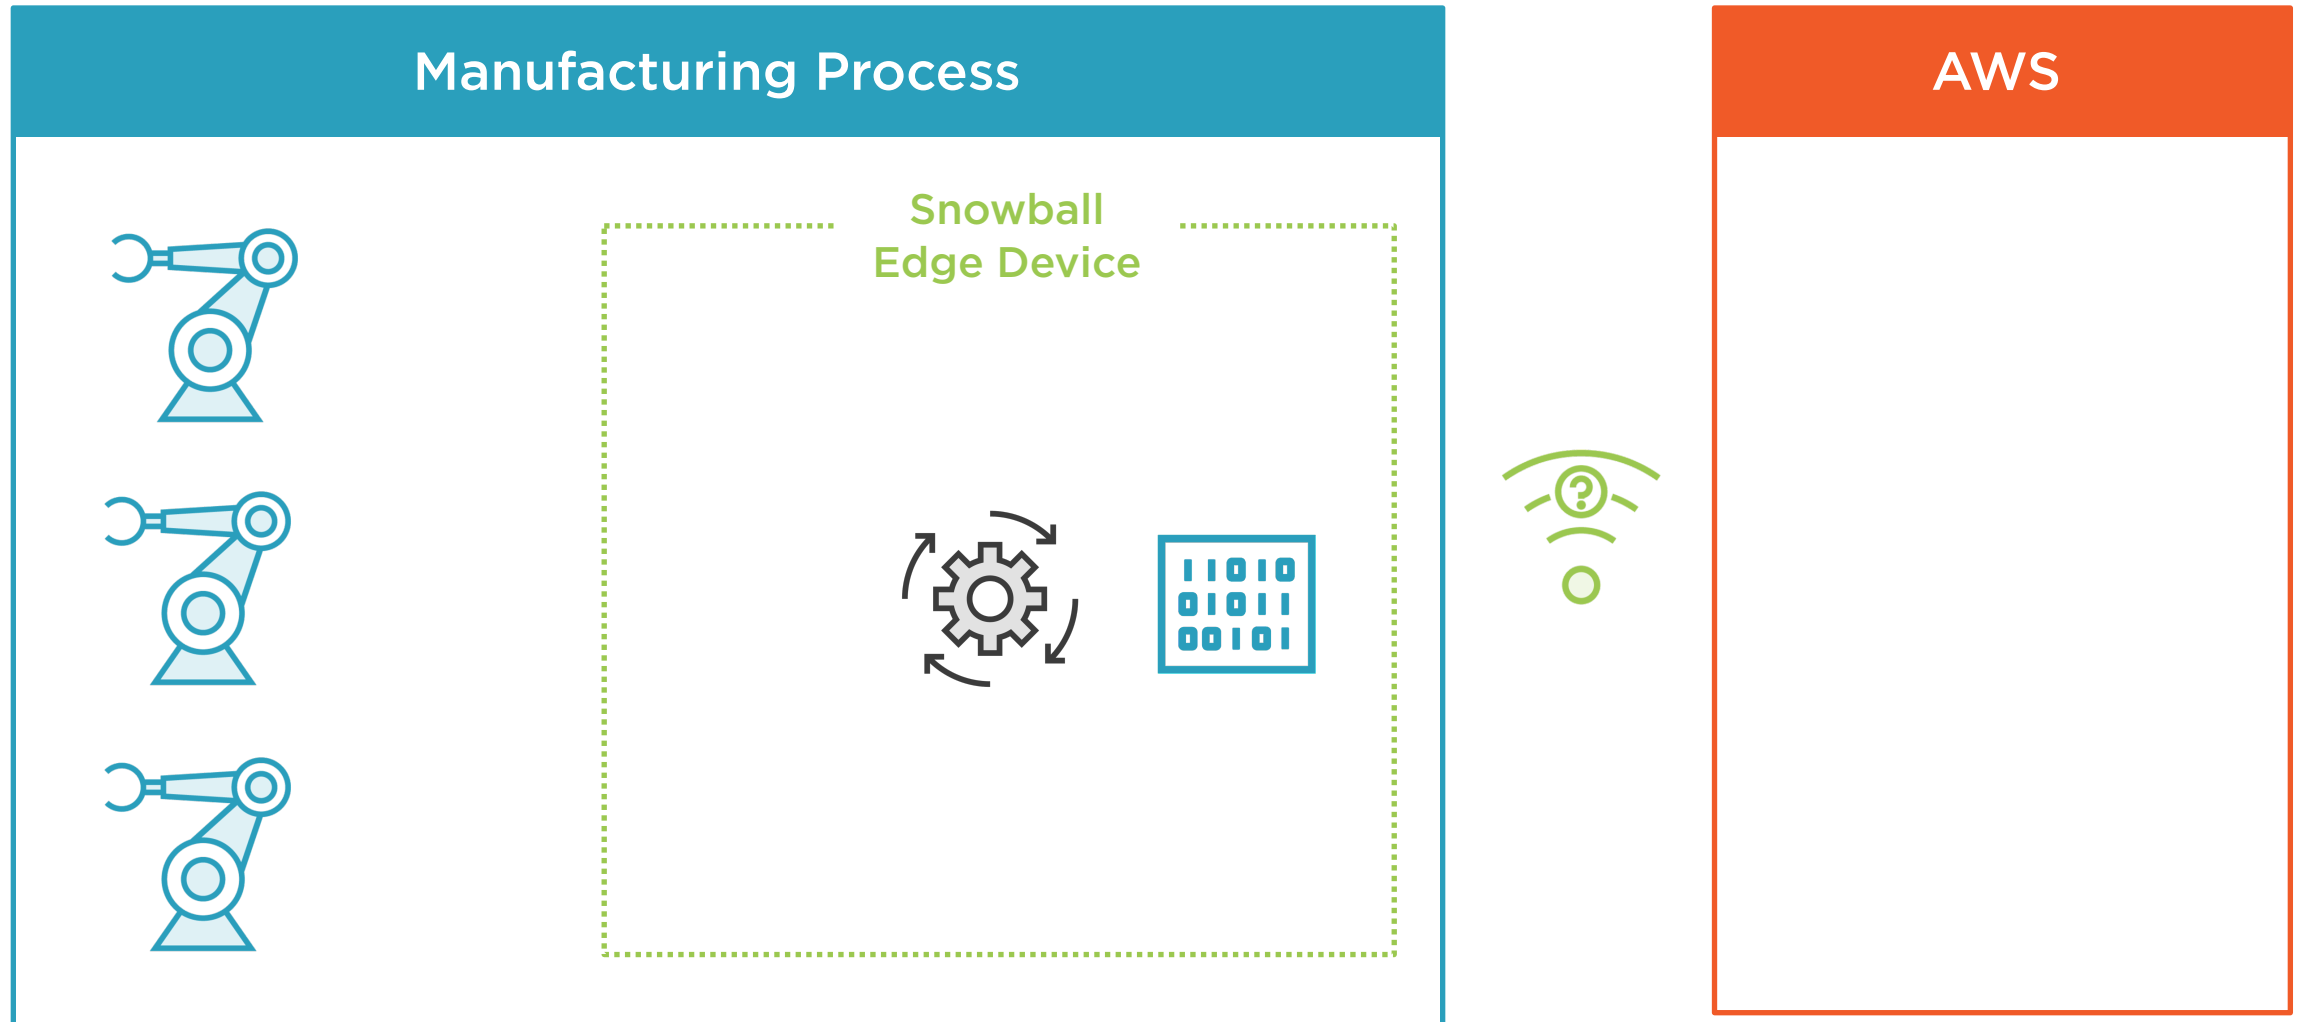 Manufacturing Process
AWS
Snowball
Edge Device
?
11010
01011
00101